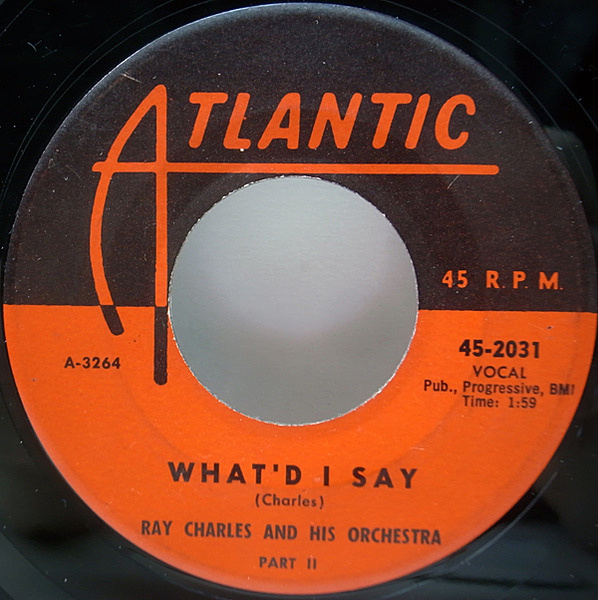 ATLANTIC
45 R.P.M.
A-3264
45-2031
VOCAL
Pub., Progressive, BMI
Time: 1:59
WHAT'D I SAY
(Charles)
RAY CHARLES AND HIS ORCHESTRA
PART II